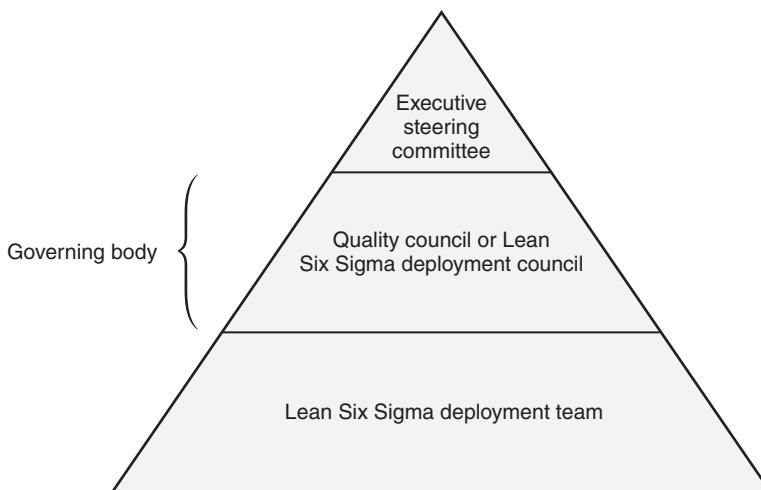 Executive
steering
committee
Governing body
Quality council or Lean
Six Sigma deployment council
Lean Six Sigma deployment team